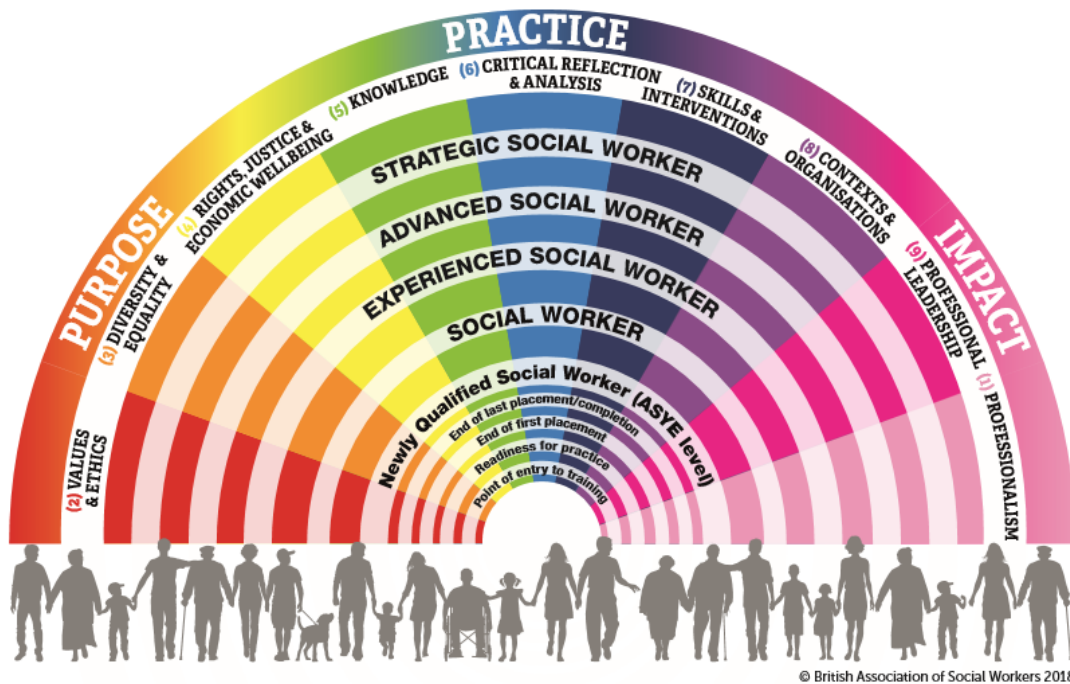 PURPOSE
PRACTICE
IMPACT
(2) VALUES
& ETHICS
(3) DIVERSITY &
EQUALITY
(4) RIGHTS, JUSTICE &
ECONOMIC WELLBEING
(5) KNOWLEDGE
(6) CRITICAL REFLECTION
& ANALYSIS
(7) SKILLS &
INTERVENTIONS
(8) CONTEXTS &
ORGANISATIONS
(9) PROFESSIONAL
LEADERSHIP
(1) PROFESSIONALISM
STRATEGIC SOCIAL WORKER
ADVANCED SOCIAL WORKER
EXPERIENCED SOCIAL WORKER
SOCIAL WORKER
Newly Qualified Social Worker (ASYE level)
End of last placement/completion
End of first placement
Readiness for practice
Point of entry to training
© British Association of Social Workers 2018